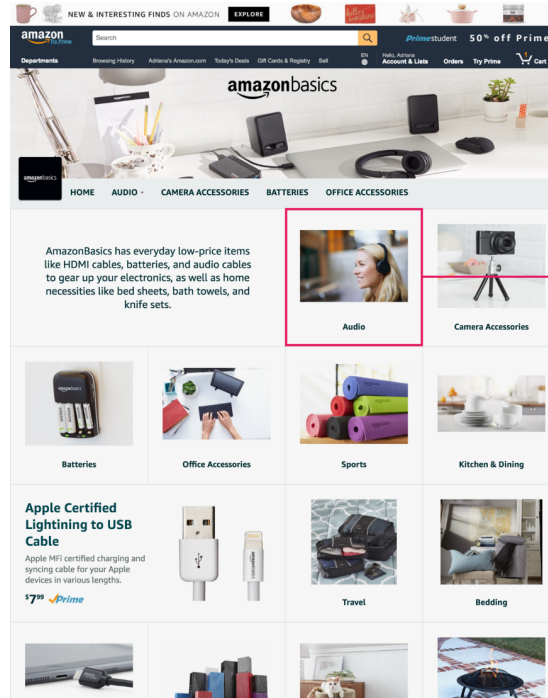 NEW & INTERESTING FINDS ON AMAZON EXPLORE
amazon
Try Prime
Search
Primestudent 50% off Prime
Departments
Browsing History Adriana's Amazon.com Today's Deals Gift Cards & Registry Sell
EN
Hello, Adriana
Account & Lists Orders Try Prime Cart
amazonbasics
amazonbasics
HOME AUDIO CAMERA ACCESSORIES BATTERIES OFFICE ACCESSORIES
AmazonBasics has everyday low-price items
like HDMI cables, batteries, and audio cables
to gear up your electronics, as well as home
necessities like bed sheets, bath towels, and
knife sets.
Audio
Camera Accessories
Batteries
Office Accessories
Sports
Kitchen & Dining
Apple Certified
Lightining to USB
Cable
Apple MFi certified charging and
syncing cable for your Apple
devices in various lengths.
$799 Prime
amazonbasics
Travel
Bedding